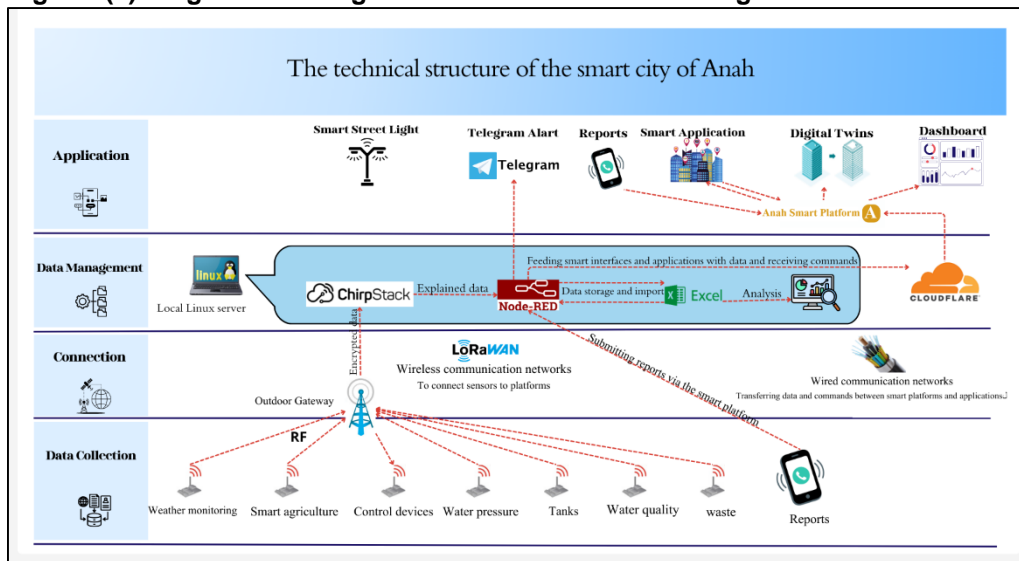 The technical structure of the smart city of Anah
Application
Smart Street Light
Telegram Alart
Telegram
Reports
Smart Application
Digital Twins
Dashboard
Anah Smart Platform A
Data Management
Linux
Local Linux server
ChirpStack
Explained data
Node-RED
Feeding smart interfaces and applications with data and receiving commands
Data storage and import
Excel
Analysis
CLOUDFLARE
Connection
Encrypted data
Outdoor Gateway
LoRaWAN
Wireless communication networks
To connect sensors to platforms
Submitting reports via the smart platform
Wired communication networks
Transferring data and commands between smart platforms and applications
Data Collection
RF
Weather monitoring
Smart agriculture
Control devices
Water pressure
Tanks
Water quality
waste
Reports